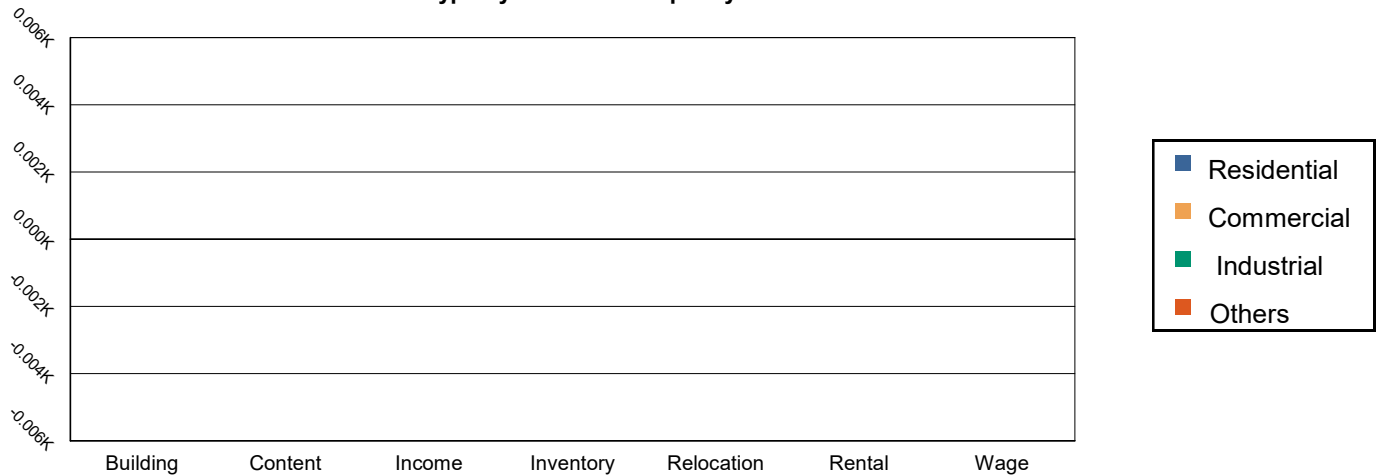 0.006K
0.004K
0.002K
0.000K
-0.002K
-0.004K
-0.006K
Building Content Income Inventory Relocation Rental Wage
Residential
Commercial
Industrial
Others